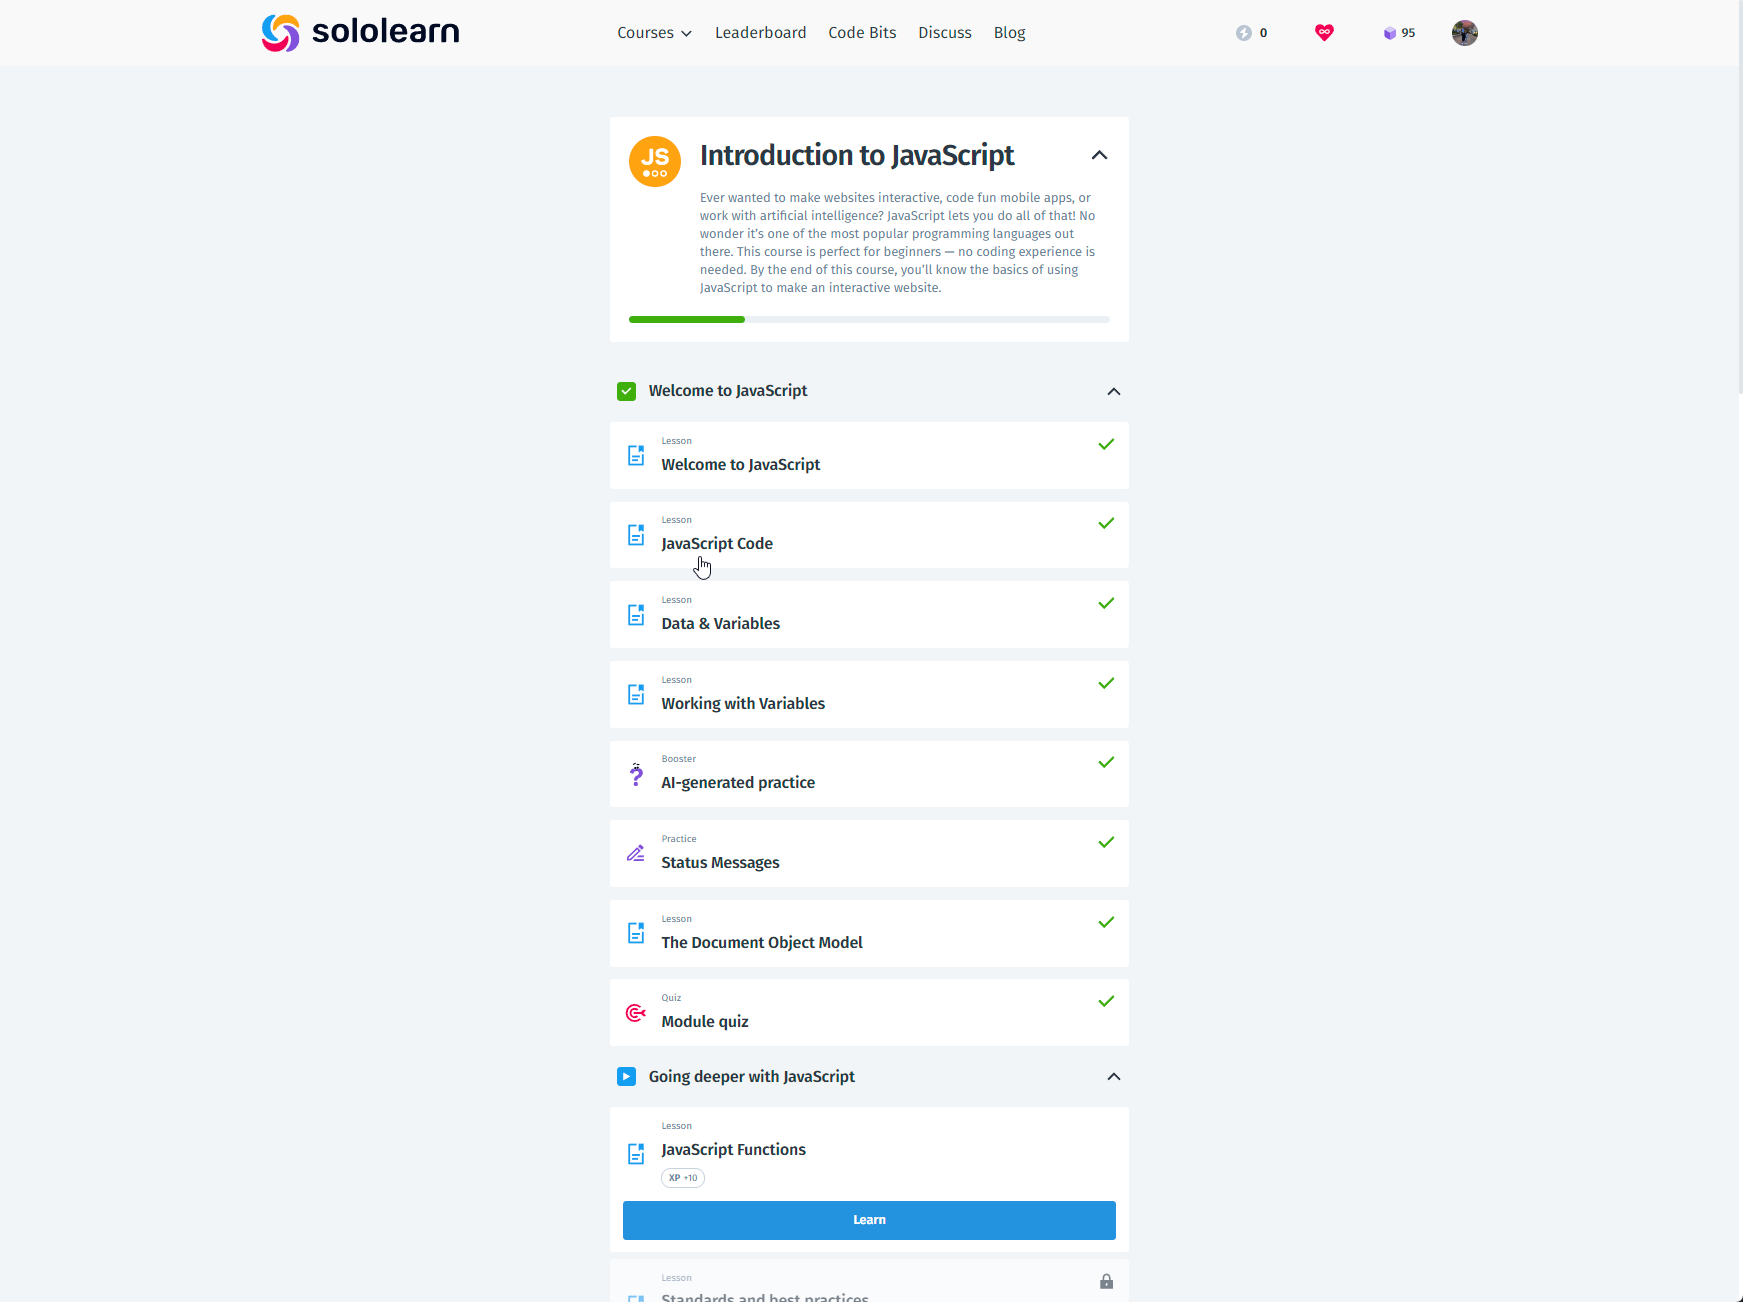 sololearn
Courses
Leaderboard
Code Bits
Discuss
Blog
0
95
JS
Introduction to JavaScript
Ever wanted to make websites interactive, code fun mobile apps, or
work with artificial intelligence? JavaScript lets you do all of that! No
wonder it's one of the most popular programming languages out
there. This course is perfect for beginners — no coding experience is
needed. By the end of this course, you'll know the basics of using
JavaScript to make an interactive website.
Welcome to JavaScript
Lesson
Welcome to JavaScript
Lesson
JavaScript Code
Lesson
Data & Variables
Lesson
Working with Variables
Booster
AI-generated practice
Practice
Status Messages
Lesson
The Document Object Model
Quiz
Module quiz
Going deeper with JavaScript
Lesson
JavaScript Functions
XP +10
Learn
Lesson
Standards and best practices